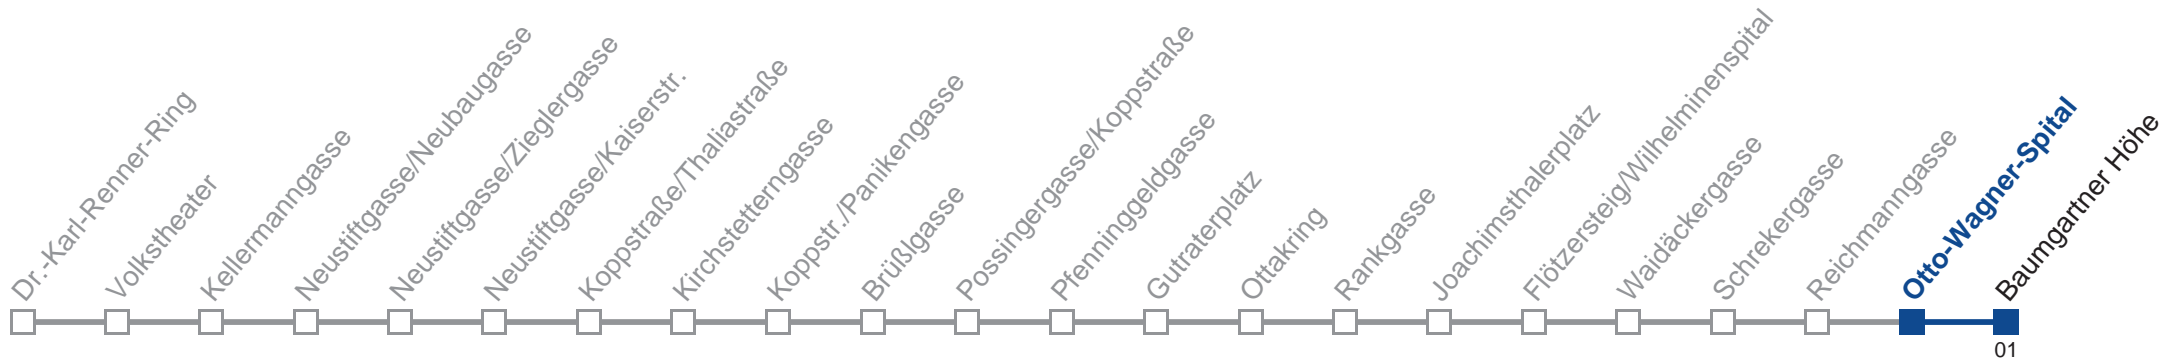 Dr.-Karl-Renner-Ring
Volkstheater
Kellermanngasse
Neustiftgasse/Neubaugasse
Neustiftgasse/Zieglergasse
Neustiftgasse/Kaiserstr.
Koppstraße/Thaliastraße
Kirchstetterngasse
Koppstr./Panikengasse
Brüßlgasse
Possingergasse/Koppstraße
Pfenninggeldgasse
Gutraterplatz
Ottakring
Rankgasse
Joachimsthalerplatz
Flötzersteig/Wilhelminenspital
Waidäckergasse
Schrekergasse
Reichmanngasse
Otto-Wagner-Spital
Baumgartner Höhe
01